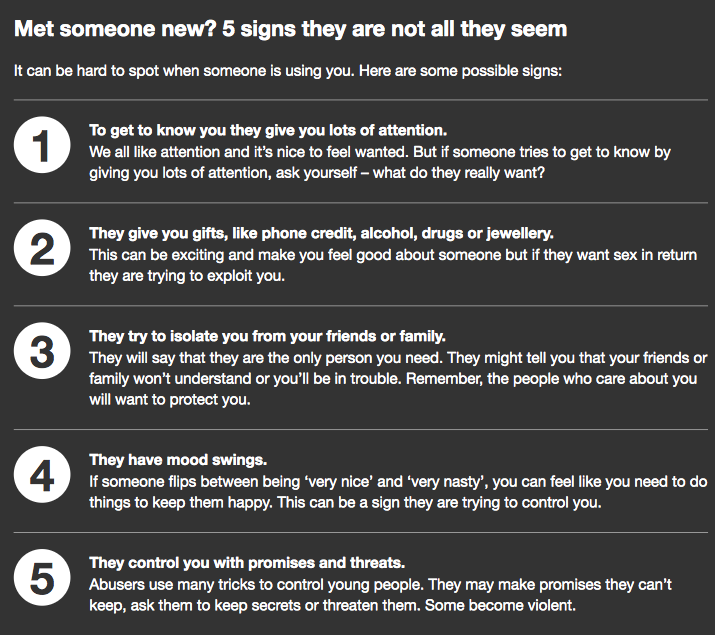 Met someone new? 5 signs they are not all they seem
It can be hard to spot when someone is using you. Here are some possible signs:
1
To get to know you they give you lots of attention.
We all like attention and it's nice to feel wanted. But if someone tries to get to know by
giving you lots of attention, ask yourself – what do they really want?
2
They give you gifts, like phone credit, alcohol, drugs or jewellery.
This can be exciting and make you feel good about someone but if they want sex in return
they are trying to exploit you.
3
They try to isolate you from your friends or family.
They will say that they are the only person you need. They might tell you that your friends or
family won't understand or you'll be in trouble. Remember, the people who care about you
will want to protect you.
4
They have mood swings.
If someone flips between being 'very nice' and 'very nasty', you can feel like you need to do
things to keep them happy. This can be a sign they are trying to control you.
5
They control you with promises and threats.
Abusers use many tricks to control young people. They may make promises they can't
keep, ask them to keep secrets or threaten them. Some become violent.